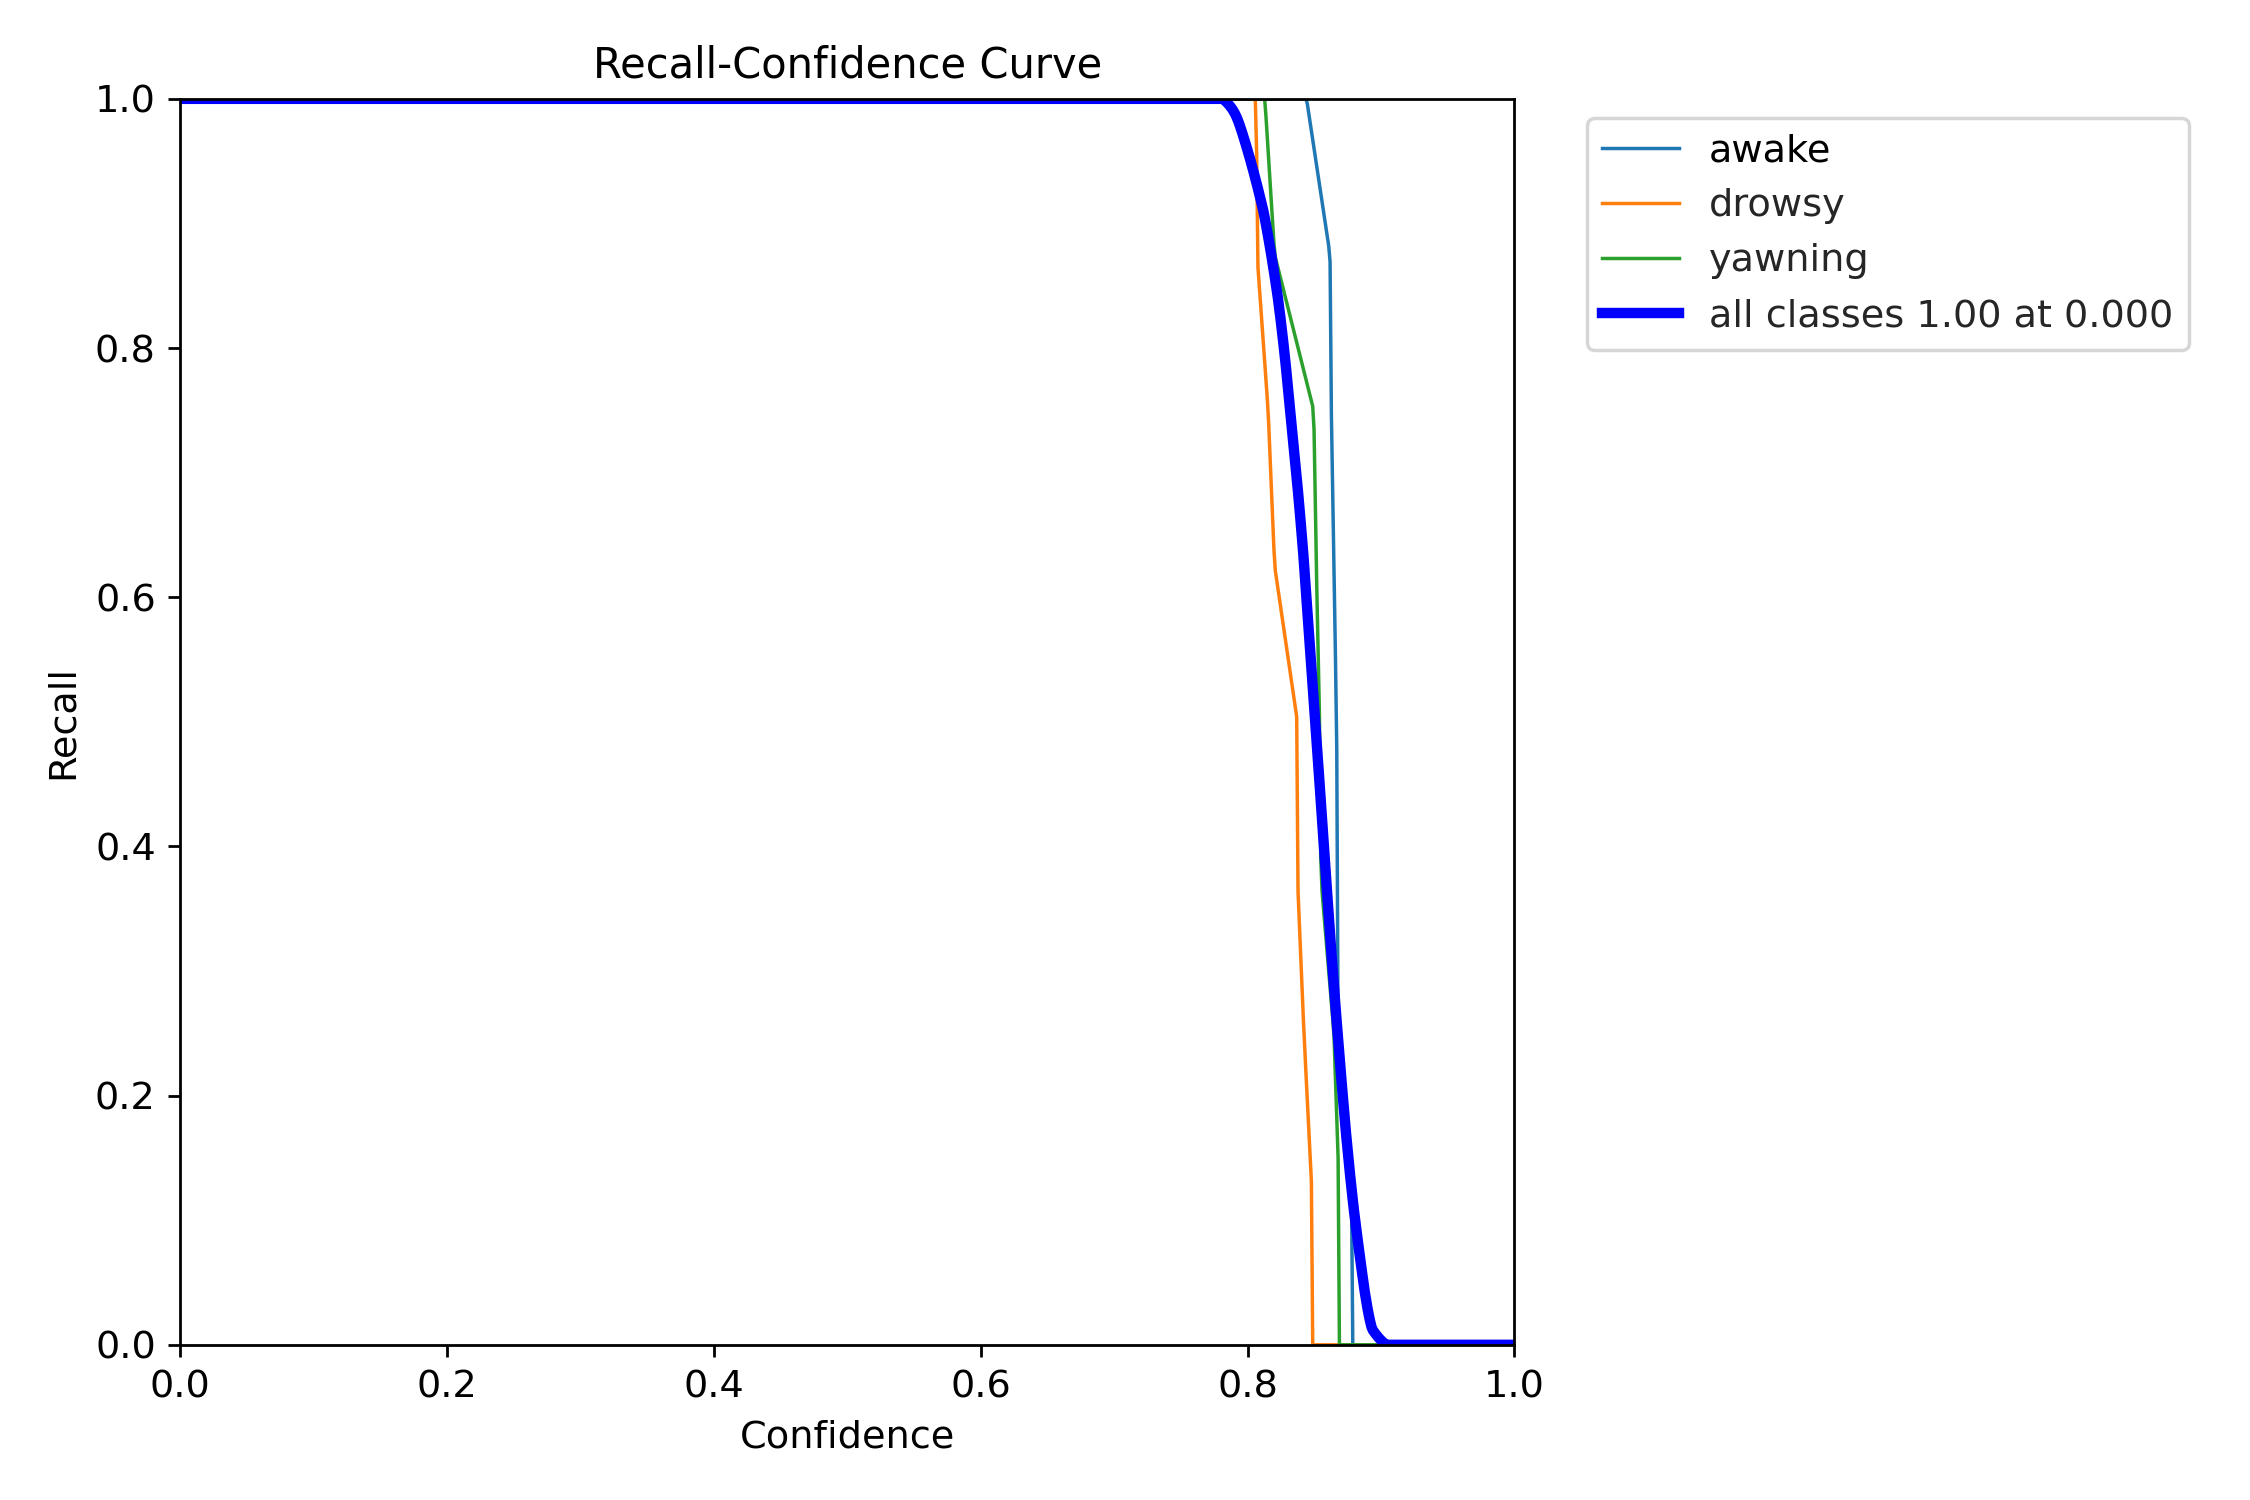 Recall-Confidence Curve
1.0
0.8
0.6
0.4
0.2
0.0
Recall
0.0 0.2 0.4 0.6 0.8 1.0
Confidence
awake
drowsy
yawning
all classes 1.00 at 0.000